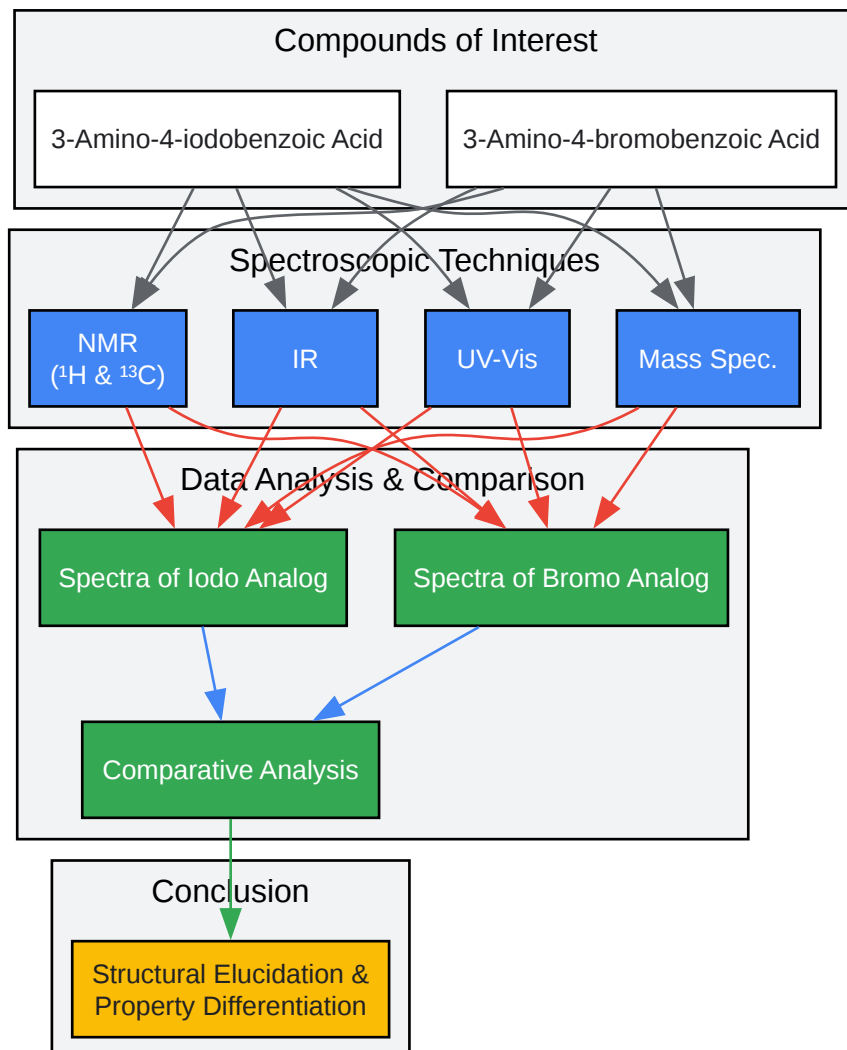 Compounds of Interest
3-Amino-4-iodobenzoic Acid
3-Amino-4-bromobenzoic Acid
Spectroscopic Techniques
NMR
(¹H & ¹³C)
IR
UV-Vis
Mass Spec.
Data Analysis & Comparison
Spectra of Iodo Analog
Spectra of Bromo Analog
Comparative Analysis
Conclusion
Structural Elucidation &
Property Differentiation